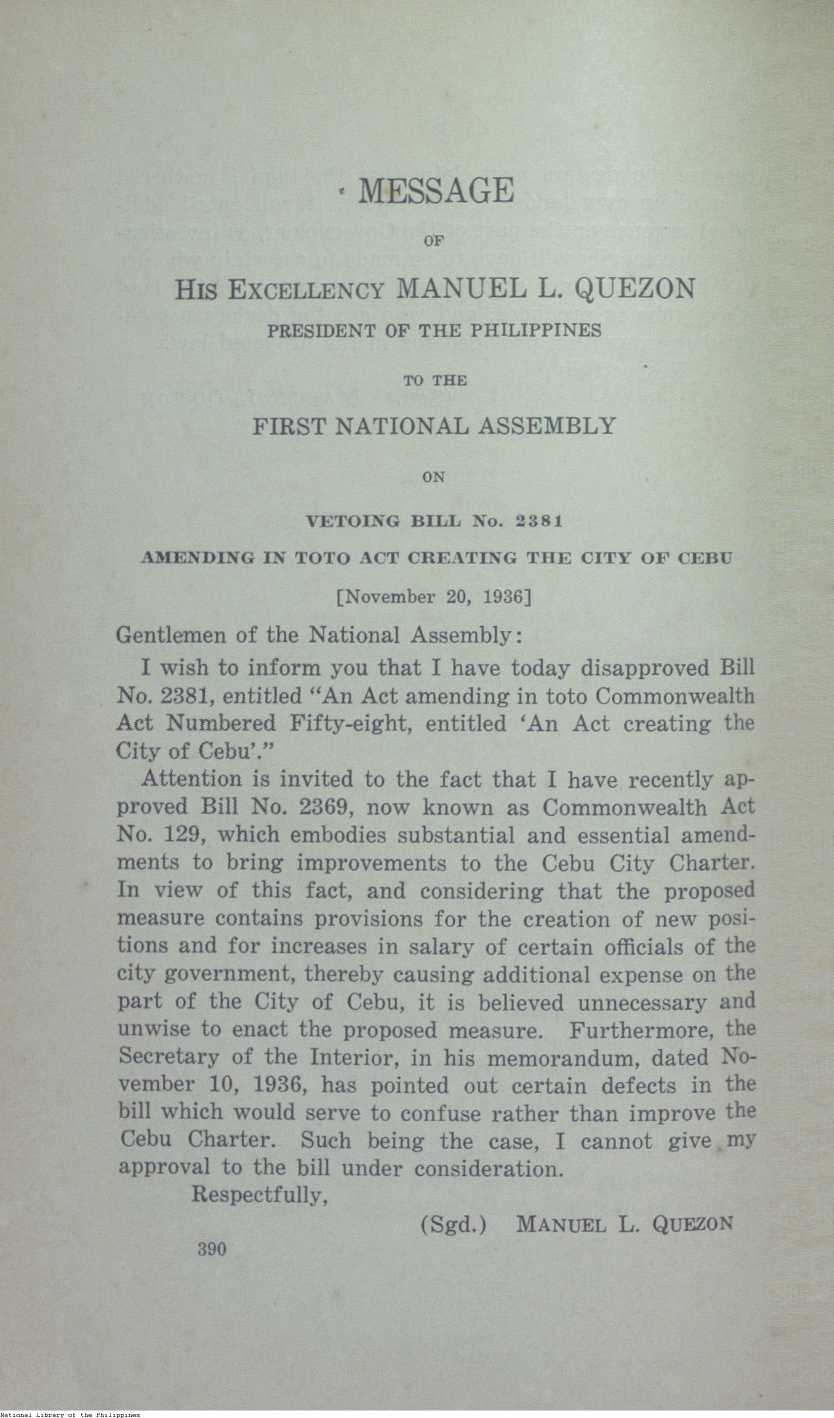 MESSAGE
OF
HIS EXCELLENCY MANUEL L. QUEZON
PRESIDENT OF THE PHILIPPINES
TO THE
FIRST NATIONAL ASSEMBLY
ON
VETOING BILL No. 2381
AMENDING IN TOTO ACT CREATING THE CITY OF CEBU
[November 20, 1936]
Gentlemen of the National Assembly:
I wish to inform you that I have today disapproved Bill
No. 2381, entitled “An Act amending in toto Commonwealth
Act Numbered Fifty-eight, entitled ‘An Act creating the
City of Cebu’.”
Attention is invited to the fact that I have recently ap-
proved Bill No. 2369, now known as Commonwealth Act
No. 129, which embodies substantial and essential amend-
ments to bring improvements to the Cebu City Charter.
In view of this fact, and considering that the proposed
measure contains provisions for the creation of new posi-
tions and for increases in salary of certain officials of the
city government, thereby causing additional expense on the
part of the City of Cebu, it is believed unnecessary and
unwise to enact the proposed measure. Furthermore, the
Secretary of the Interior, in his memorandum, dated No-
vember 10, 1936, has pointed out certain defects in the
bill which would serve to confuse rather than improve the
Cebu Charter. Such being the case, I cannot give my
approval to the bill under consideration.
Respectfully,
(Sgd.) MANUEL L. QUEZON
390
National Library of the Philippines